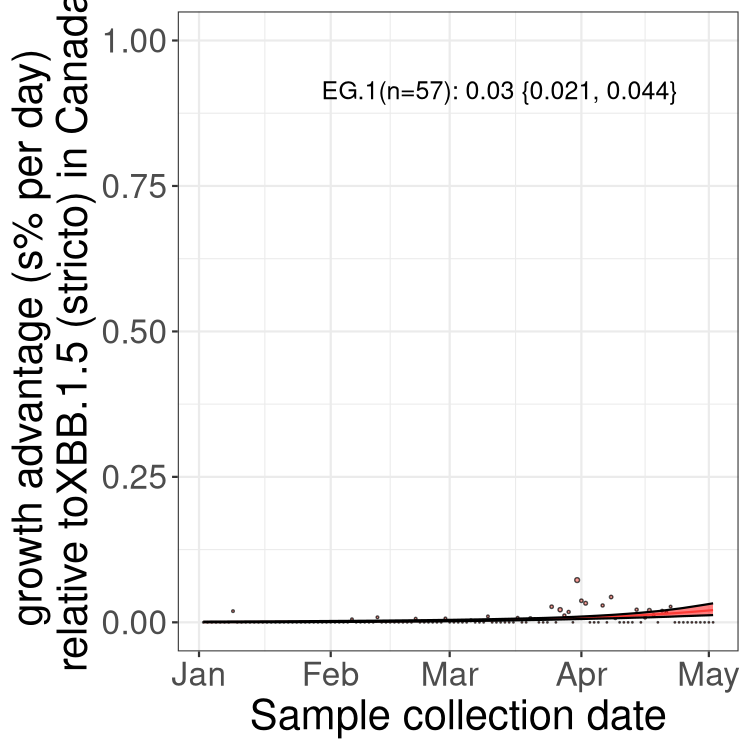 growth advantage (s% per day)
relative toXBB.1.5 (stricto) in Canada
1.00
0.75
0.50
0.25
0.00
EG.1(n=57): 0.03 {0.021, 0.044}
Jan Feb Mar Apr May
Sample collection date